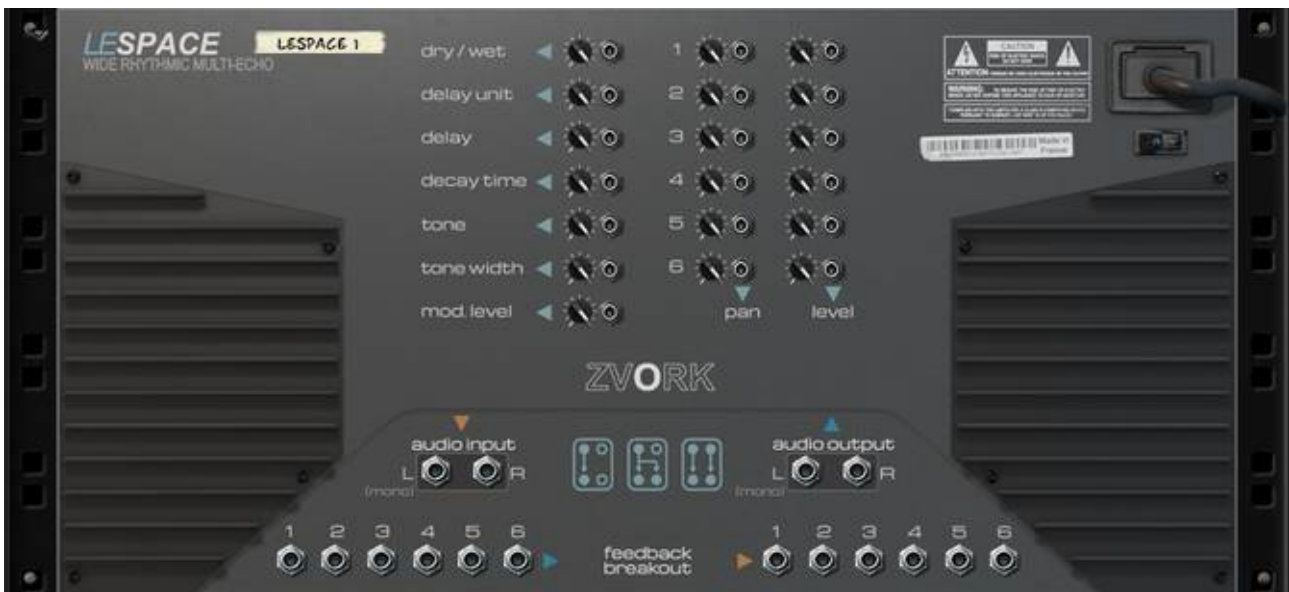 LESPACE
LESPACE 1
WIDE RHYTHMIC MULTI-ECHO
dry / wet
delay unit
delay
decay time
tone
tone width
mod. level
1
2
3
4
5
6
pan
level
CAUTION
ATTENTION
WARNING:
Made in
France
ZVORK
audio input
L
R
(mono)
audio output
L
R
(mono)
1 2 3 4 5 6
feedback
breakout
1 2 3 4 5 6